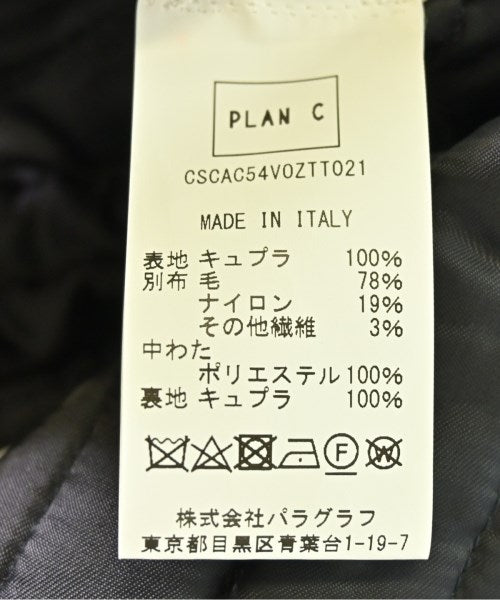 PLAN C
CSCAC54V0ZTT021
MADE IN ITALY
表地 キュプラ 100%
別布 毛 78%
ナイロン 19%
その他繊維 3%
中わた
ポリエステル 100%
裏地 キュプラ 100%
F W
株式会社パラグラフ
東京都目黒区青葉台1-19-7